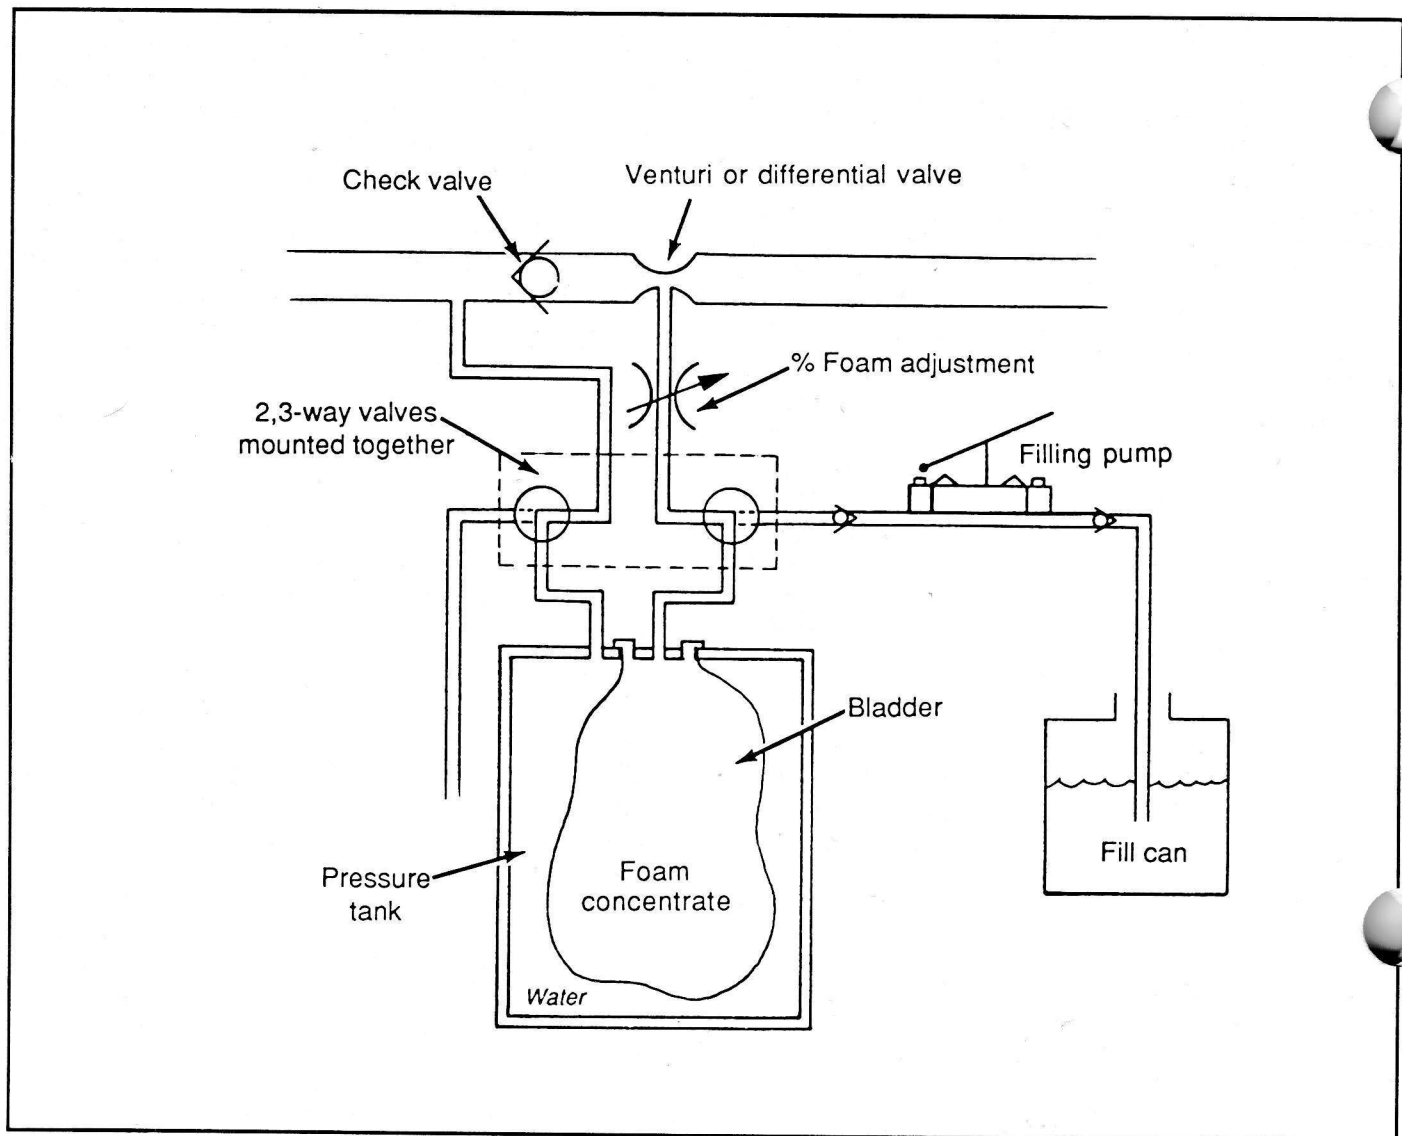 Check valve
Venturi or differential valve
% Foam adjustment
2,3-way valves
mounted together
Filling pump
Bladder
Fill can
Pressure
tank
Foam
concentrate
Water